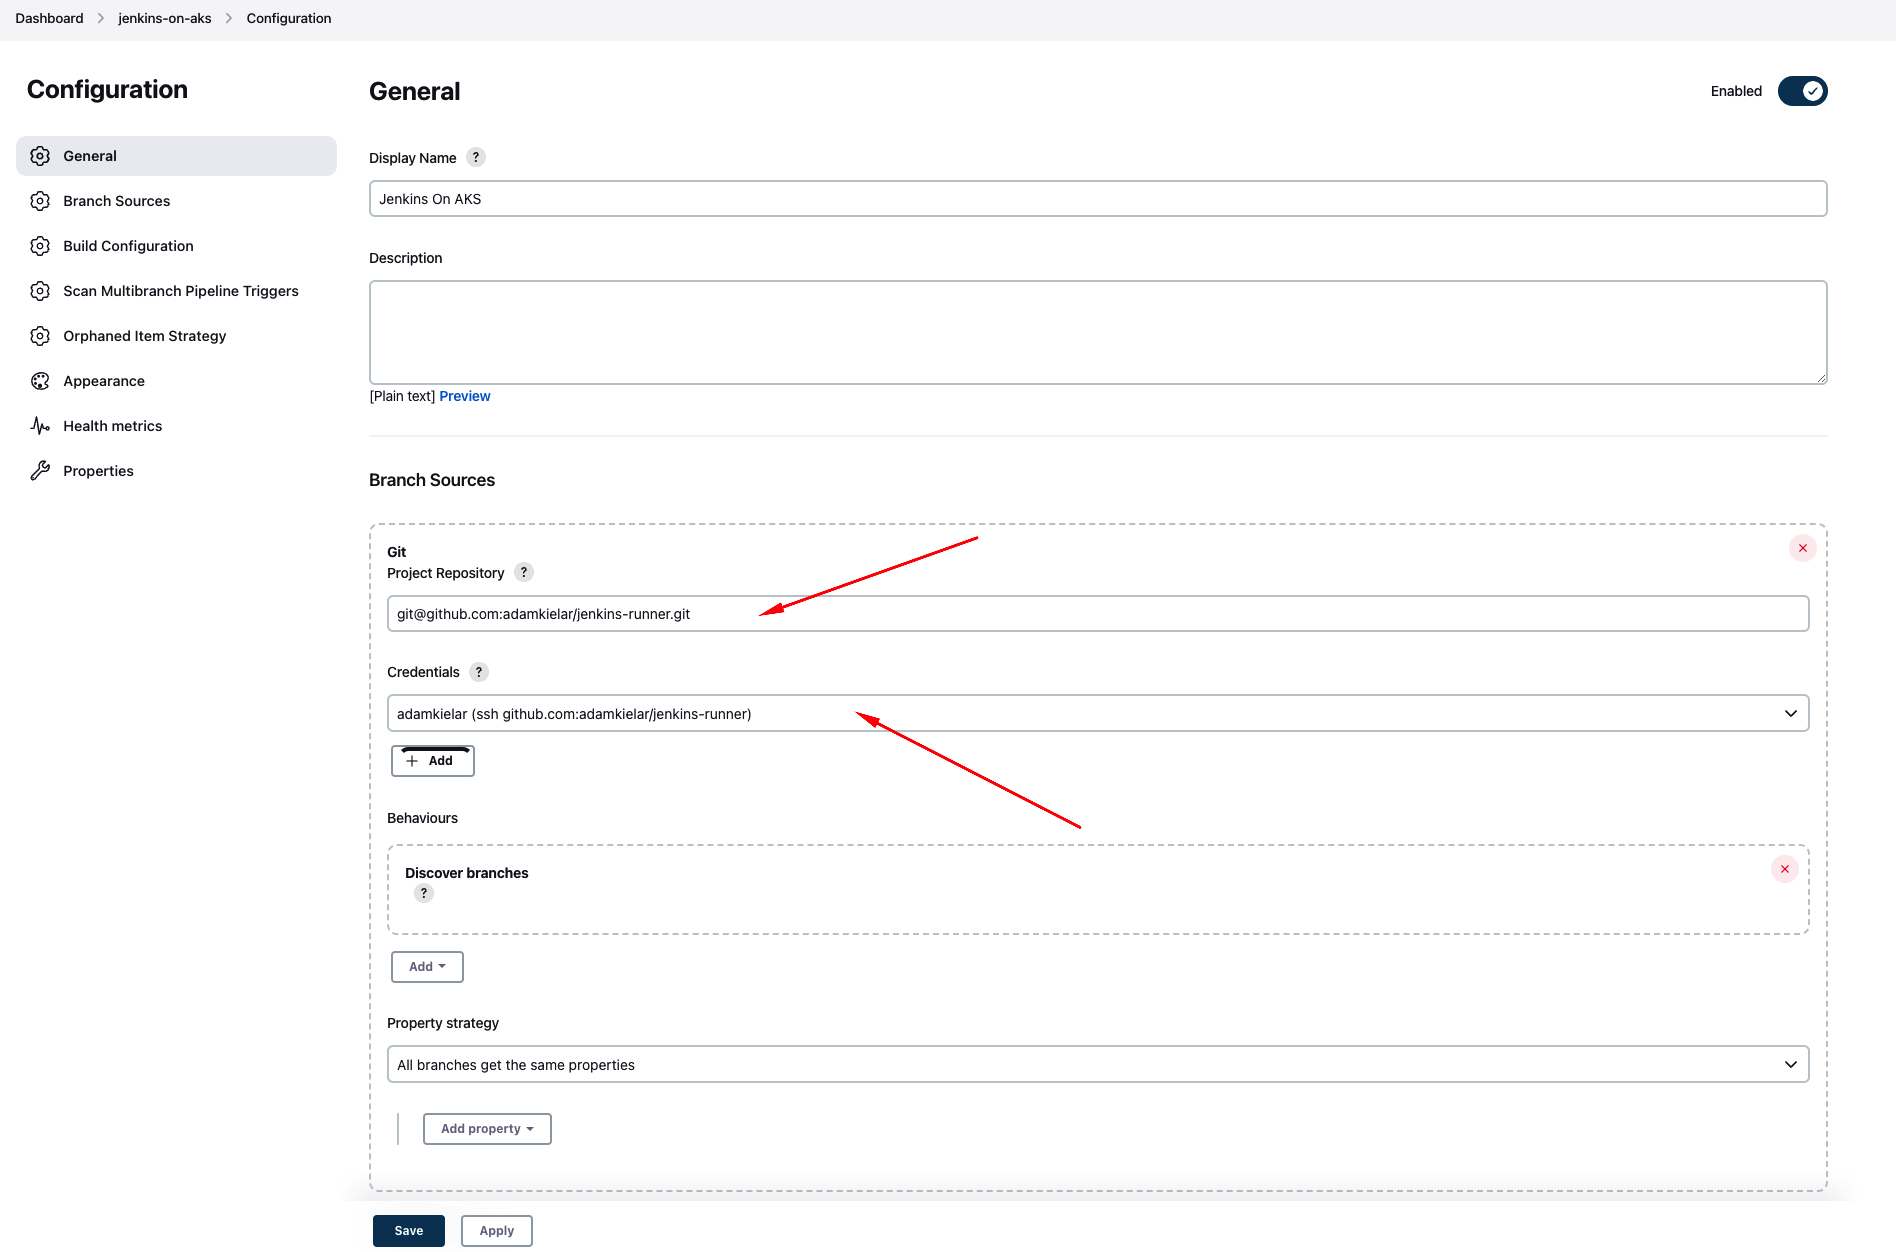 Dashboard
jenkins-on-aks
Configuration
Configuration
General
Branch Sources
Build Configuration
Scan Multibranch Pipeline Triggers
Orphaned Item Strategy
Appearance
Health metrics
Properties
General
Enabled
Display Name ?
Jenkins On AKS
Description
[Plain text] Preview
Branch Sources
Git
Project Repository ?
git@github.com:adamkielar/jenkins-runner.git
Credentials ?
adamkielar (ssh github.com:adamkielar/jenkins-runner)
+ Add
Behaviours
Discover branches
?
Add
Property strategy
All branches get the same properties
Add property
Save
Apply